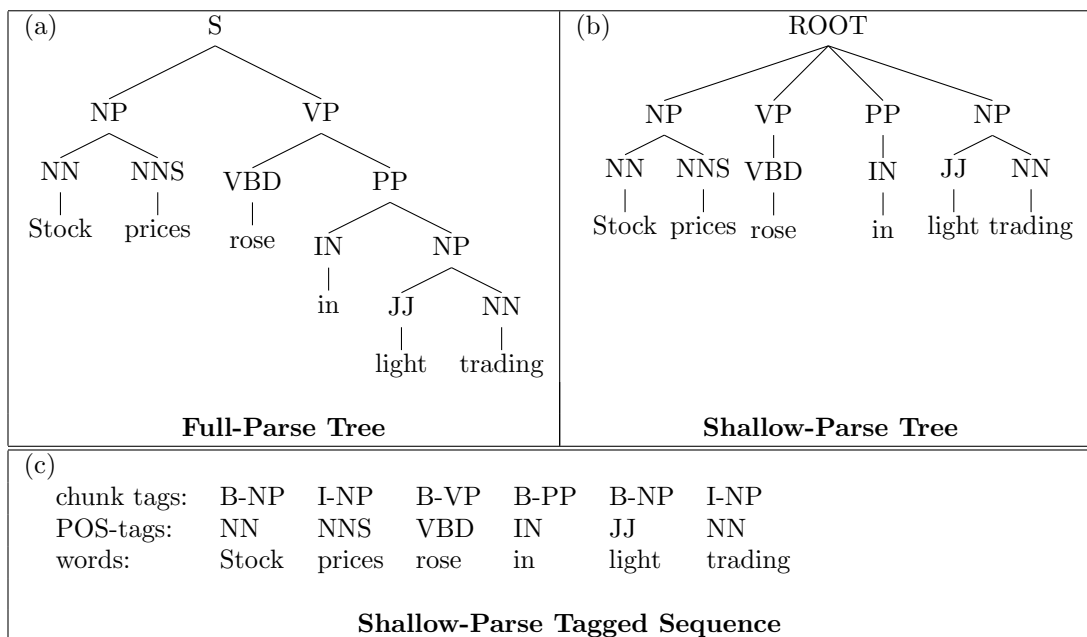 (a)
S
NP VP
NN NNS VBD PP
Stock prices rose IN NP
in JJ NN
light trading
Full-Parse Tree
(b)
ROOT
NP VP PP NP
NN NNS VBD IN JJ NN
Stock prices rose in light trading
Shallow-Parse Tree
(c)
chunk tags: B-NP I-NP B-VP B-PP B-NP I-NP
POS-tags: NN NNS VBD IN JJ NN
words: Stock prices rose in light trading
Shallow-Parse Tagged Sequence